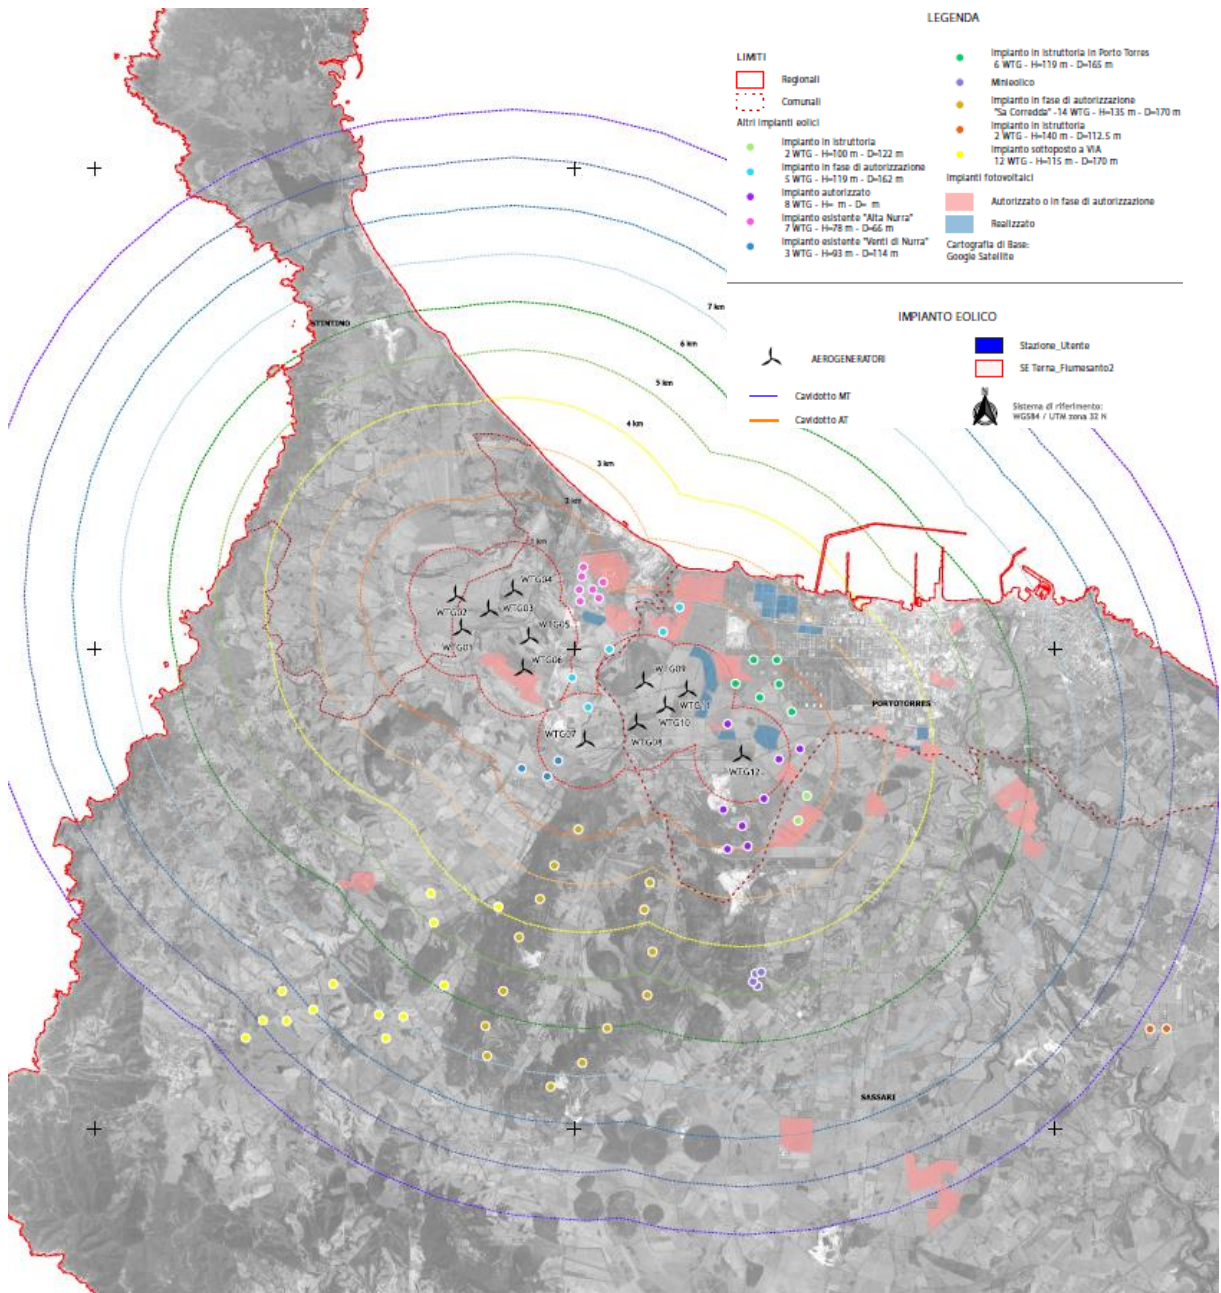 LEGENDA
LIMITI
Regionali
Comunali
Altri impianti eolici
Impianto in istruttoria
2 WTG - H=100 m - D=122 m
Impianto in fase di autorizzazione
5 WTG - H=119 m - D=162 m
Impianto autorizzato
8 WTG - H= m - D= m
Impianto esistente "Alta Nurra"
7 WTG - H=78 m - D=66 m
Impianto esistente "Venti di Nurra"
3 WTG - H=93 m - D=114 m
Impianto in istruttoria in Porto Torres
6 WTG - H=119 m - D=165 m
Minieolico
Impianto in fase di autorizzazione
"Sa Corredda" -14 WTG - H=135 m - D=170 m
Impianto in istruttoria
2 WTG - H=140 m - D=112.5 m
Impianto sottoposto a VIA
12 WTG - H=115 m - D=170 m
Impianti fotovoltaici
Autorizzato o in fase di autorizzazione
Realizzato
Cartografia di Base:
Google Satellite
IMPIANTO EOLICO
AEROGENERATORI
Cavidotto MT
Cavidotto AT
Stazione_Utente
SE Terna_Fiumesanto2
N
Sistema di riferimento:
WGS84 / UTM zona 32 N
7 km
6 km
5 km
4 km
3 km
2 km
1 km
STINTINO
WTG04
WTG02
WTG03
WTG01
WTG05
WTG06
WTG09
WTG11
WTG10
WTG07
WTG08
WTG12
PORTOTORRES
SASSARI